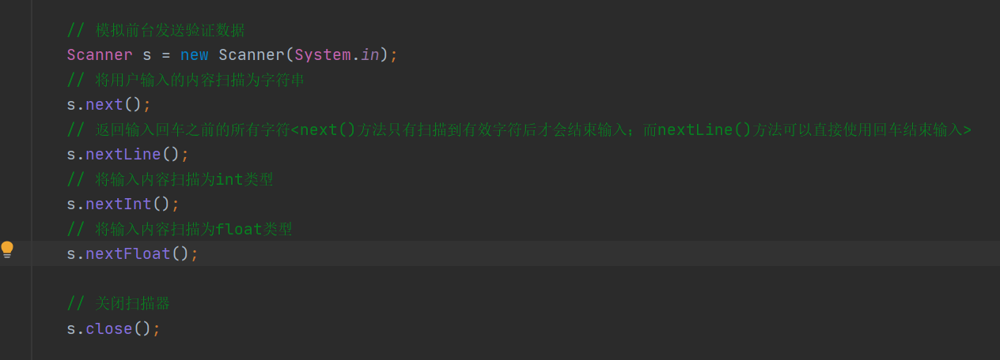 // 模拟前台发送验证数据
Scanner s = new Scanner(System.in);
// 将用户输入的内容扫描为字符串
s.next();
// 返回输入回车之前的所有字符<next()方法只有扫描到有效字符后才会结束输入；而nextLine()方法可以直接使用回车结束输入>
s.nextLine();
// 将输入内容扫描为int类型
s.nextInt();
// 将输入内容扫描为float类型
s.nextFloat();
// 关闭扫描器
s.close();